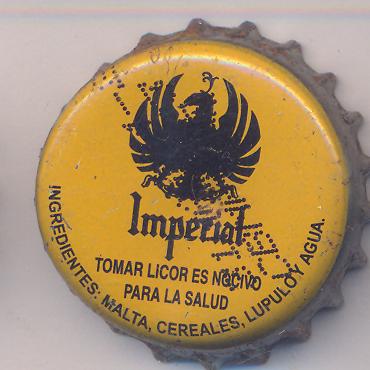 Imperial
TOMAR LICOR ES NOCIVO
PARA LA SALUD
INGREDIENTES: MALTA, CEREALES, LUPULO Y AGUA.